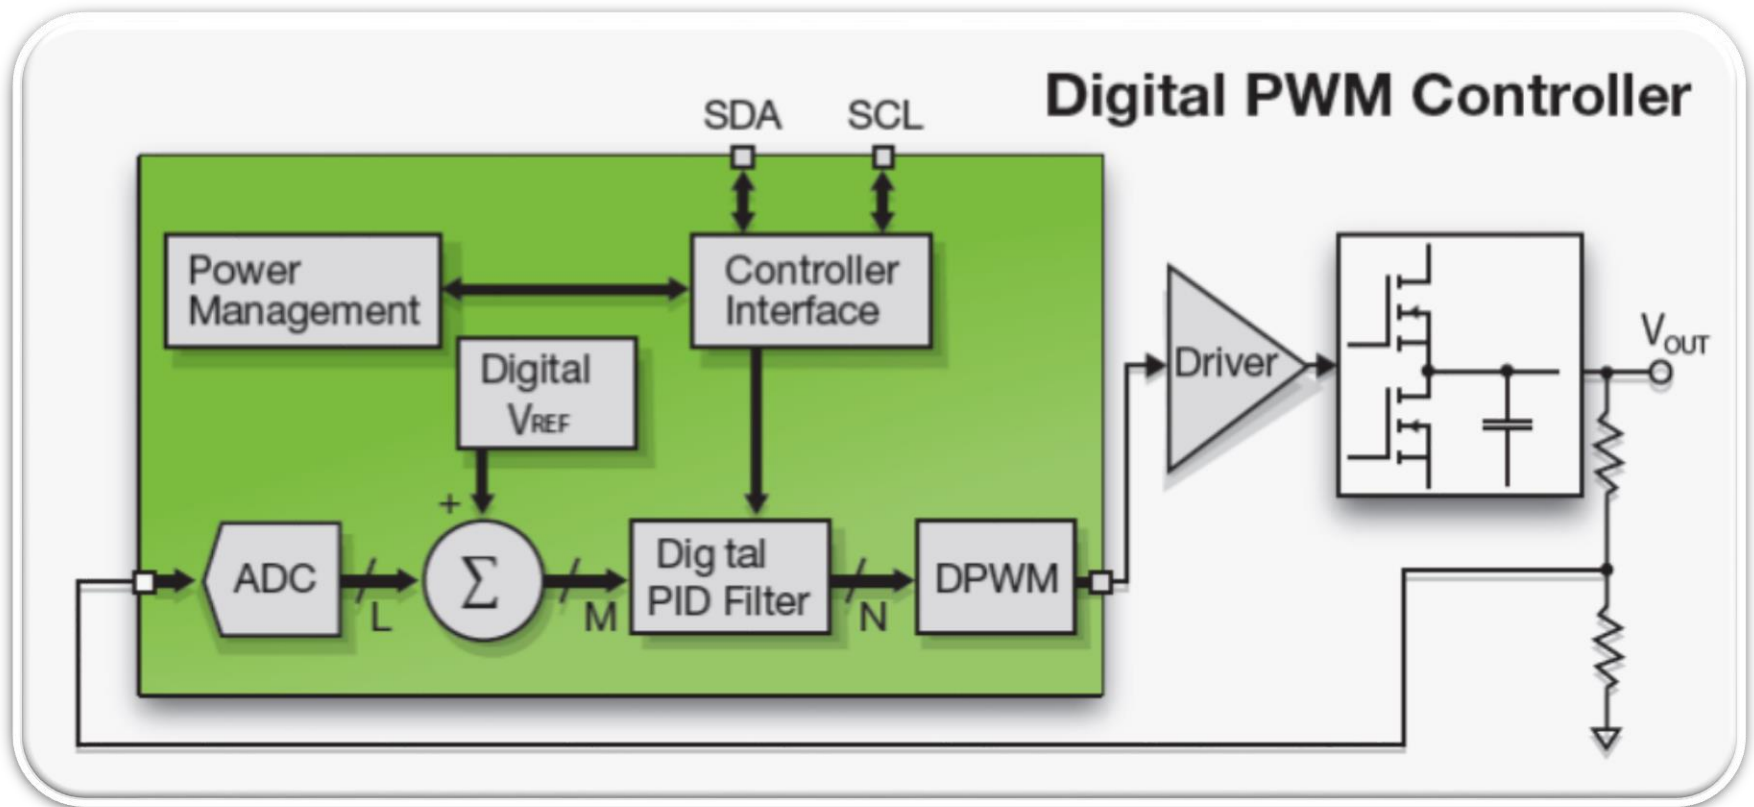 Digital PWM Controller
SDA
SCL
Power
Management
Controller
Interface
Digital
VREF
Driver
VOUT
+
ADC
L
Σ
M
Dig tal
PID Filter
N
DPWM